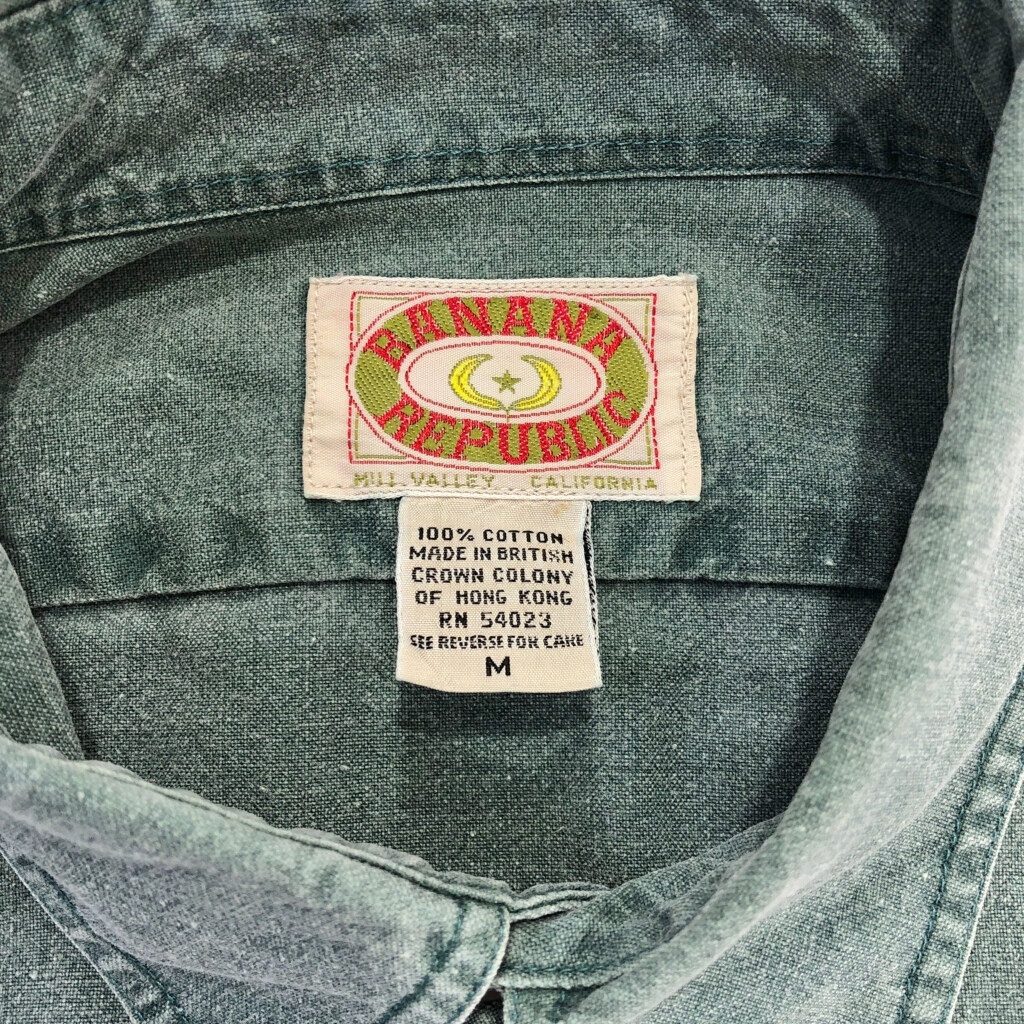 BANANA
REPUBLIC
MILL VALLEY CALIFORNIA
100% COTTON
MADE IN BRITISH
CROWN COLONY
OF HONG KONG
RN 54023
SEE REVERSE FOR CARE
M